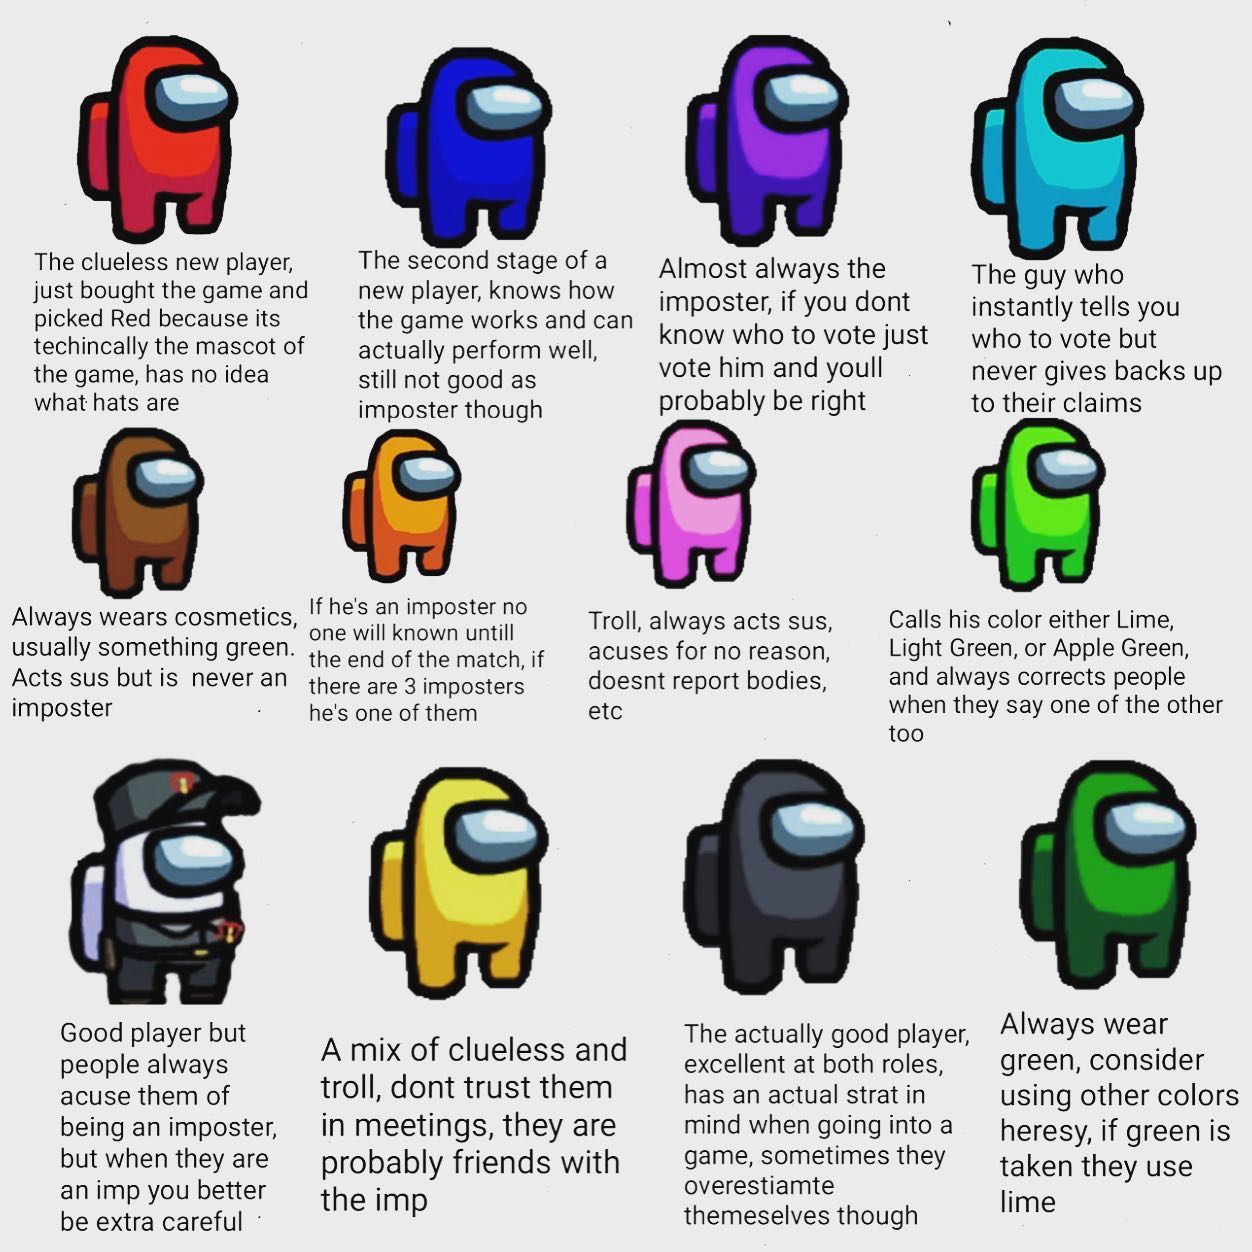 The clueless new player,
just bought the game and
picked Red because its
techincally the mascot of
the game, has no idea
what hats are
The second stage of a
new player, knows how
the game works and can
actually perform well,
still not good as
imposter though
Almost always the
imposter, if you dont
know who to vote just
vote him and youll
probably be right
The guy who
instantly tells you
who to vote but
never gives backs up
to their claims
Always wears cosmetics,
usually something green.
Acts sus but is never an
imposter
If he's an imposter no
one will known untill
the end of the match, if
there are 3 imposters
he's one of them
Troll, always acts sus,
acuses for no reason,
doesnt report bodies,
etc
Calls his color either Lime,
Light Green, or Apple Green,
and always corrects people
when they say one of the other
too
Good player but
people always
acuse them of
being an imposter,
but when they are
an imp you better
be extra careful
A mix of clueless and
troll, dont trust them
in meetings, they are
probably friends with
the imp
The actually good player,
excellent at both roles,
has an actual strat in
mind when going into a
game, sometimes they
overestiamte
themeselves though
Always wear
green, consider
using other colors
heresy, if green is
taken they use
lime